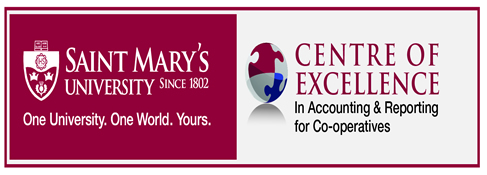 SAINT MARY'S
UNIVERSITY SINCE 1802
One University. One World. Yours.
CENTRE OF
EXCELLENCE
In Accounting & Reporting
for Co-operatives